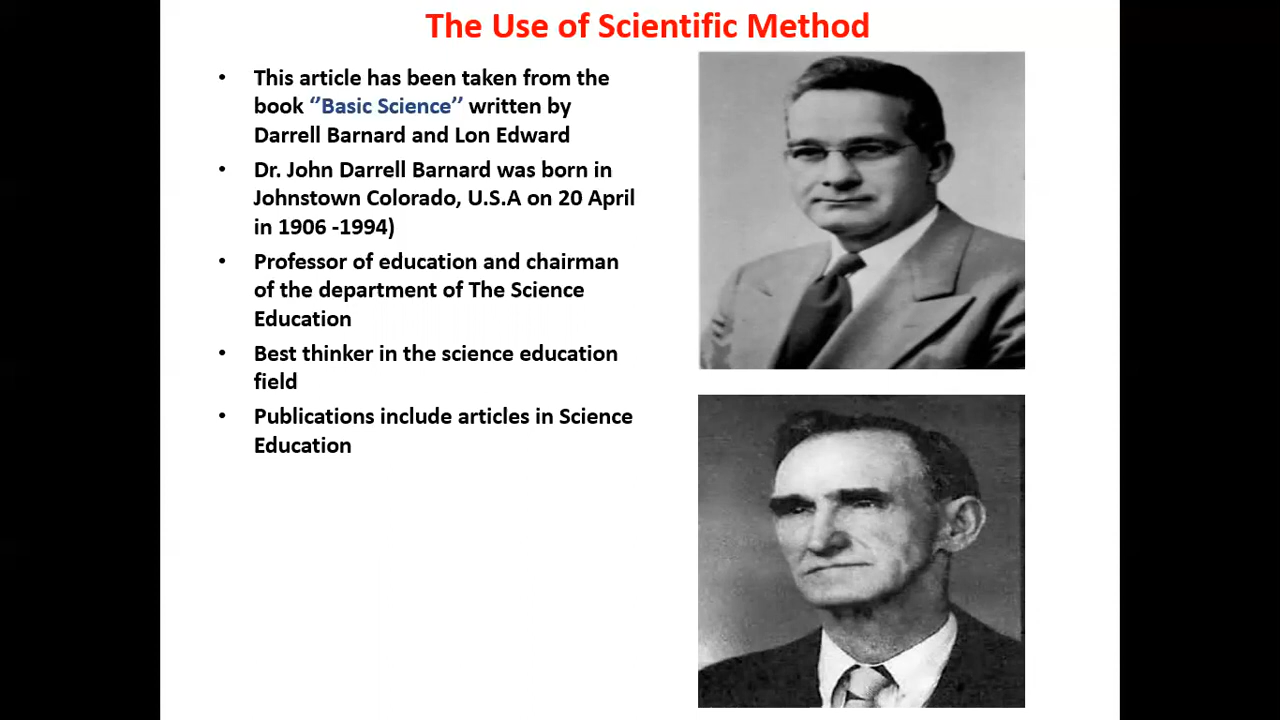 The Use of Scientific Method
• This article has been taken from the
book ‘’Basic Science’’ written by
Darrell Barnard and Lon Edward
• Dr. John Darrell Barnard was born in
Johnstown Colorado, U.S.A on 20 April
in 1906 -1994)
• Professor of education and chairman
of the department of The Science
Education
• Best thinker in the science education
field
• Publications include articles in Science
Education